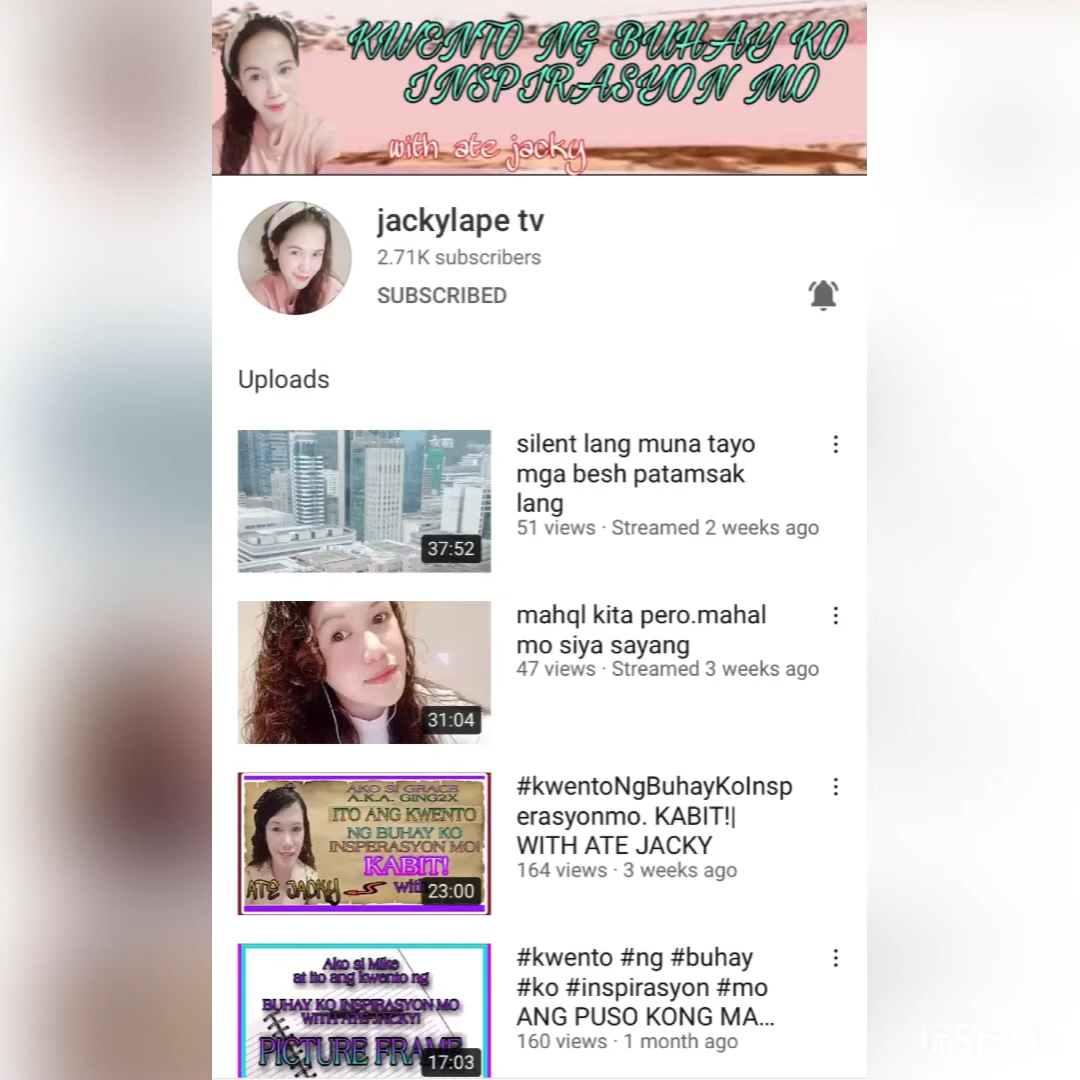 KWENTO NG BUHAY KO
INSPIRASYON MO
with ate jacky
jackylape tv
2.71K subscribers
SUBSCRIBED
Uploads
silent lang muna tayo
mga besh patamsak
lang
51 views · Streamed 2 weeks ago
37:52
mahql kita pero.mahal
mo siya sayang
47 views · Streamed 3 weeks ago
31:04
AKO SI GRACE
A.K.A. GING2X
ITO ANG KWENTO
NG BUHAY KO
INSPERASYON MO!
KABIT!
ATE JACKY
23:00
#kwentoNgBuhayKoInsp
erasyonmo. KABIT!|
WITH ATE JACKY
164 views · 3 weeks ago
Ako si Mike
at ito ang kwento ng
BUHAY KO INSPIRASYON MO
WITH ATE JACKY!
PICTURE FRAME
17:03
#kwento #ng #buhay
#ko #inspirasyon #mo
ANG PUSO KONG MA...
160 views · 1 month ago